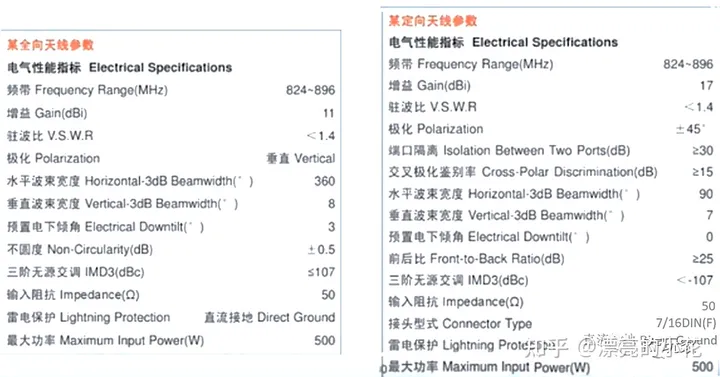 某全向天线参数
电气性能指标 Electrical Specifications
频带 Frequency Range(MHz) 824~896
增益 Gain(dBi) 11
驻波比 V.S.W.R <1.4
极化 Polarization 垂直 Vertical
水平波束宽度 Horizontal-3dB Beamwidth(°) 360
垂直波束宽度 Vertical-3dB Beamwidth(°) 8
预置电下倾角 Electrical Downtilt(°) 3
不圆度 Non-Circularity(dB) ±0.5
三阶无源交调 IMD3(dBc) ≤107
输入阻抗 Impedance(Ω) 50
雷电保护 Lightning Protection 直流接地 Direct Ground
最大功率 Maximum Input Power(W) 500
某定向天线参数
电气性能指标 Electrical Specifications
频带 Frequency Range(MHz) 824~896
增益 Gain(dBi) 17
驻波比 V.S.W.R <1.4
极化 Polarization ±45°
端口隔离 Isolation Between Two Ports(dB) ≥30
交叉极化鉴别率 Cross-Polar Discrimination(dB) ≥15
水平波束宽度 Horizontal-3dB Beamwidth(°) 90
垂直波束宽度 Vertical-3dB Beamwidth(°) 7
预置电下倾角 Electrical Downtilt(°) 0
前后比 Front-to-Back Ratio(dB) ≥25
三阶无源交调 IMD3(dBc) <-107
输入阻抗 Impedance(Ω) 50
接头型式 Connector Type 7/16DIN(F)
雷电保护 Lightning Protection Ground
最大功率 Maximum Input Power(W) 500
知乎 @漂亮的